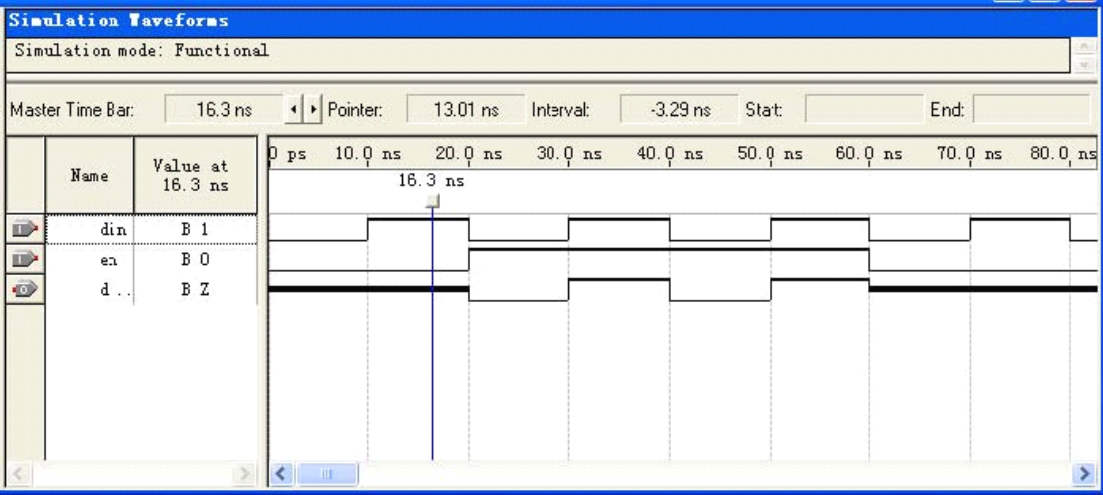 Simulation Waveforms
Simulation mode: Functional
Master Time Bar: 16.3 ns Pointer: 13.01 ns Interval: -3.29 ns Start: End:
Name Value at 16.3 ns
0 ps 10.0 ns 20.0 ns 30.0 ns 40.0 ns 50.0 ns 60.0 ns 70.0 ns 80.0 ns
16.3 ns
din B 1
en B 0
d .. B Z